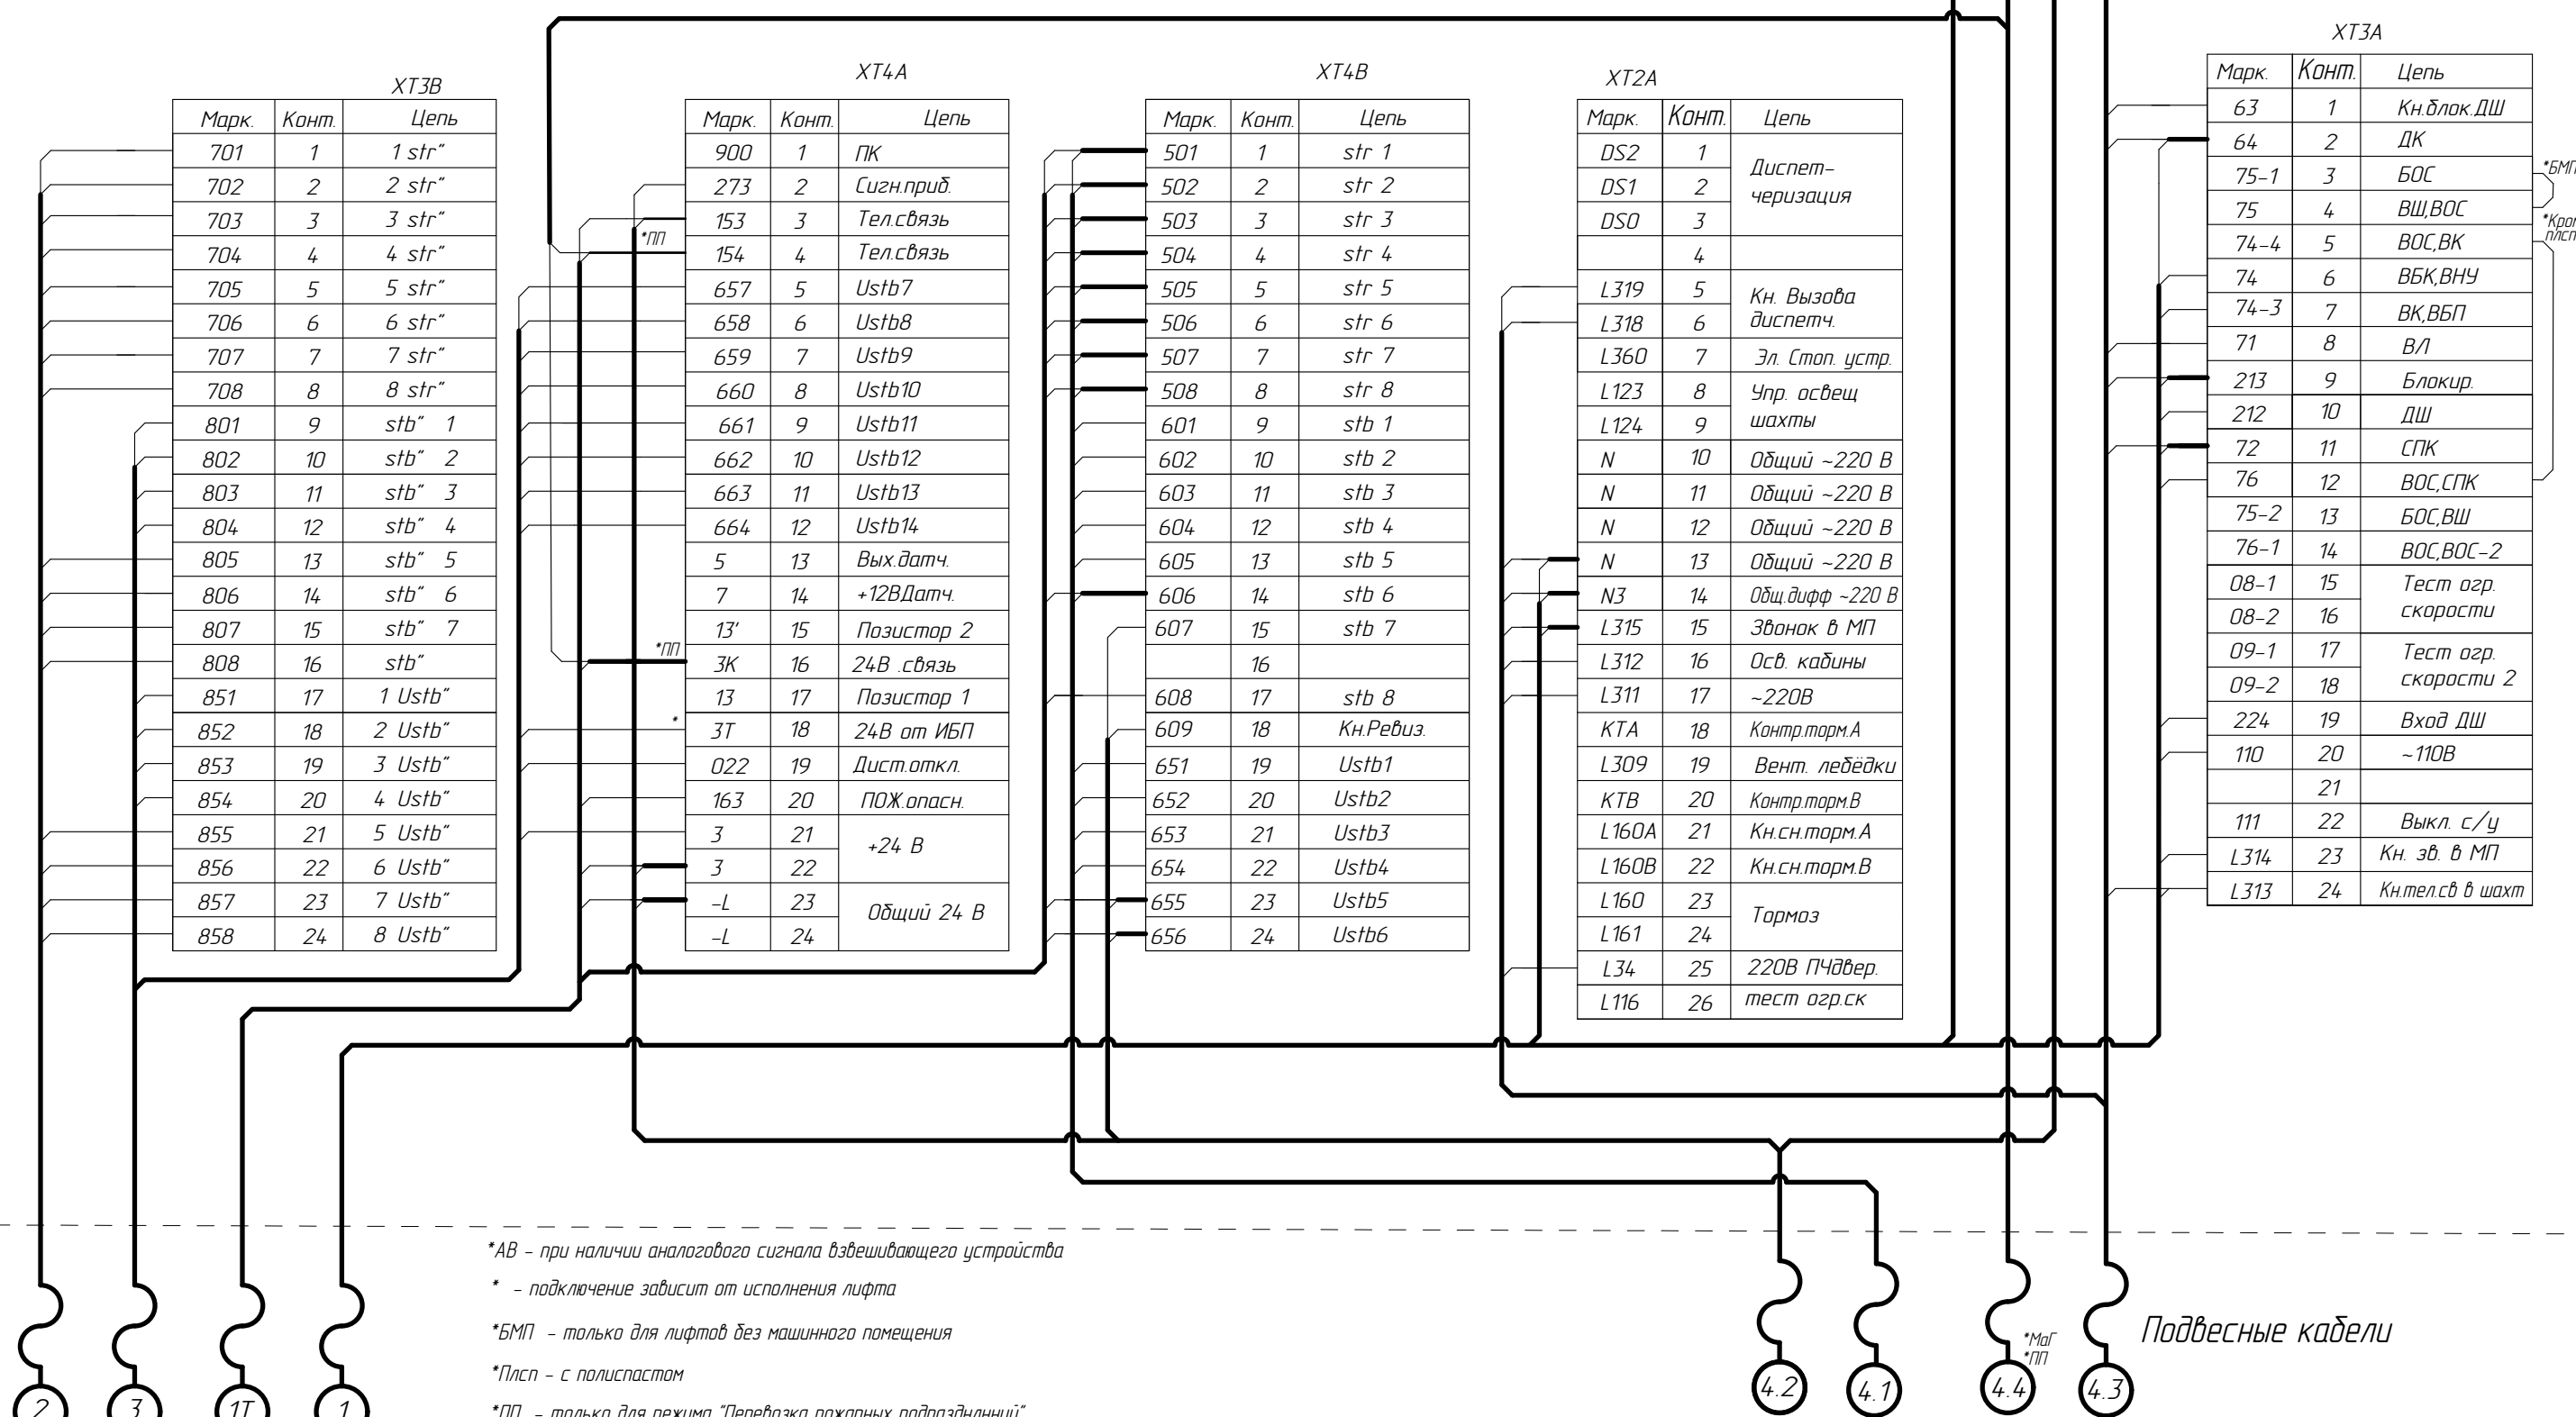 ХТ3В
Марк. Конт. Цепь
701 1 1 str"
702 2 2 str"
703 3 3 str"
704 4 4 str"
705 5 5 str"
706 6 6 str"
707 7 7 str"
708 8 8 str"
801 9 stb" 1
802 10 stb" 2
803 11 stb" 3
804 12 stb" 4
805 13 stb" 5
806 14 stb" 6
807 15 stb" 7
808 16 stb"
851 17 1 Ustb"
852 18 2 Ustb"
853 19 3 Ustb"
854 20 4 Ustb"
855 21 5 Ustb"
856 22 6 Ustb"
857 23 7 Ustb"
858 24 8 Ustb"
ХТ4А
Марк. Конт. Цепь
900 1 ПК
273 2 Сигн.приб.
153 3 Тел.связь
*ПП
154 4 Тел.связь
657 5 Ustb7
658 6 Ustb8
659 7 Ustb9
660 8 Ustb10
661 9 Ustb11
662 10 Ustb12
663 11 Ustb13
664 12 Ustb14
5 13 Вых.датч.
7 14 +12ВДатч.
13' 15 Позистор 2
*ПП
3К 16 24В .связь
13 17 Позистор 1
*
3Т 18 24В от ИБП
022 19 Дист.откл.
163 20 ПОЖ.опасн.
3 21 +24 В
3 22
-L 23 Общий 24 В
-L 24
ХТ4В
Марк. Конт. Цепь
501 1 str 1
502 2 str 2
503 3 str 3
504 4 str 4
505 5 str 5
506 6 str 6
507 7 str 7
508 8 str 8
601 9 stb 1
602 10 stb 2
603 11 stb 3
604 12 stb 4
605 13 stb 5
606 14 stb 6
607 15 stb 7
16
608 17 stb 8
609 18 Кн.Ревиз.
651 19 Ustb1
652 20 Ustb2
653 21 Ustb3
654 22 Ustb4
655 23 Ustb5
656 24 Ustb6
ХТ2А
Марк. Конт. Цепь
DS2 1 Диспет-
DS1 2 черизация
DS0 3
4
L319 5 Кн. Вызова
L318 6 диспетч.
L360 7 Эл. Стоп. устр.
L123 8 Упр. освещ
L124 9 шахты
N 10 Общий ~220 В
N 11 Общий ~220 В
N 12 Общий ~220 В
N 13 Общий ~220 В
N3 14 Общ.дифф ~220 В
L315 15 Звонок в МП
L312 16 Осв. кабины
L311 17 ~220В
КТА 18 Контр.торм.А
L309 19 Вент. лебёдки
КТВ 20 Контр.торм.В
L160А 21 Кн.сн.торм.А
L160В 22 Кн.сн.торм.В
L160 23 Тормоз
L161 24
L34 25 220В ПЧдвер.
L116 26 тест огр.ск
ХТ3А
Марк. Конт. Цепь
63 1 Кн.блок.ДШ
64 2 ДК
*БМП
75-1 3 БОС
75 4 ВШ,ВОС
74-4 5 ВОС,ВК
74 6 ВБК,ВНУ
74-3 7 ВК,ВБП
71 8 ВЛ
213 9 Блокир.
212 10 ДШ
72 11 СПК
76 12 ВОС,СПК
75-2 13 БОС,ВШ
76-1 14 ВОС,ВОС-2
08-1 15 Тест огр.
08-2 16 скорости
09-1 17 Тест огр.
09-2 18 скорости 2
224 19 Вход ДШ
110 20 ~110В
21
111 22 Выкл. с/у
L314 23 Кн. зв. в МП
L313 24 Кн.тел.св в шахт
*АВ - при наличии аналогового сигнала взвешивающего устройства
* - подключение зависит от исполнения лифта
*БМП - только для лифтов без машинного помещения
*Плсп - с полиспастом
*ПП - только для режима "Перевозка пожарных подразднлнний"
*МаГ
*ПП
Подвесные кабели
2 3 1Т 1 4.2 4.1 4.4 4.3